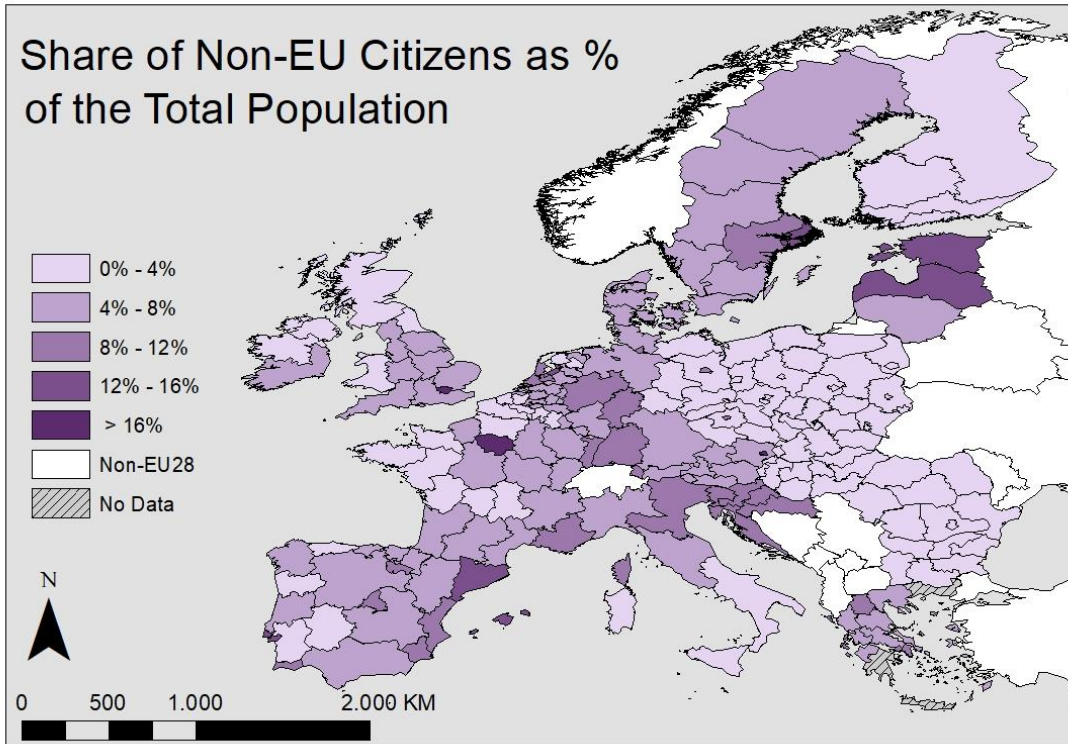 Share of Non-EU Citizens as %
of the Total Population
0% - 4%
4% - 8%
8% - 12%
12% - 16%
> 16%
Non-EU28
No Data
N
0 500 1.000 2.000 KM